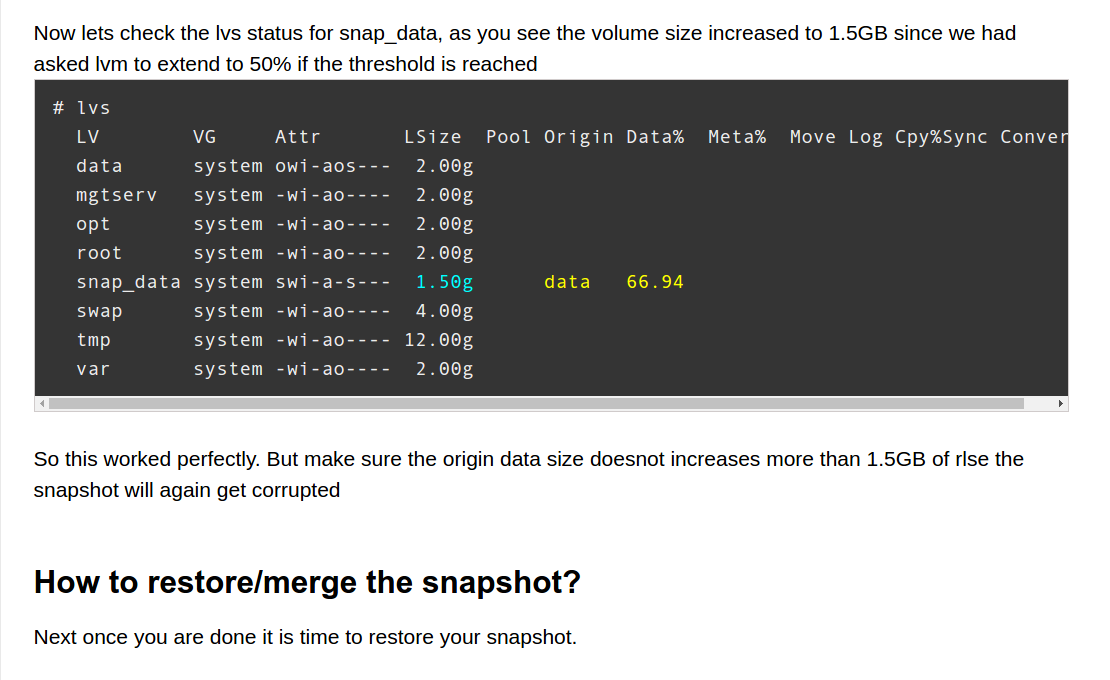 Now lets check the lvs status for snap_data, as you see the volume size increased to 1.5GB since we had
asked lvm to extend to 50% if the threshold is reached
# lvs
  LV        VG     Attr       LSize  Pool Origin Data%  Meta%  Move Log Cpy%Sync Conver
  data      system owi-aos---  2.00g
  mgtserv   system -wi-ao----  2.00g
  opt       system -wi-ao----  2.00g
  root      system -wi-ao----  2.00g
  snap_data system swi-a-s---  1.50g      data   66.94
  swap      system -wi-ao----  4.00g
  tmp       system -wi-ao---- 12.00g
  var       system -wi-ao----  2.00g
So this worked perfectly. But make sure the origin data size doesnot increases more than 1.5GB of rlse the
snapshot will again get corrupted
How to restore/merge the snapshot?
Next once you are done it is time to restore your snapshot.